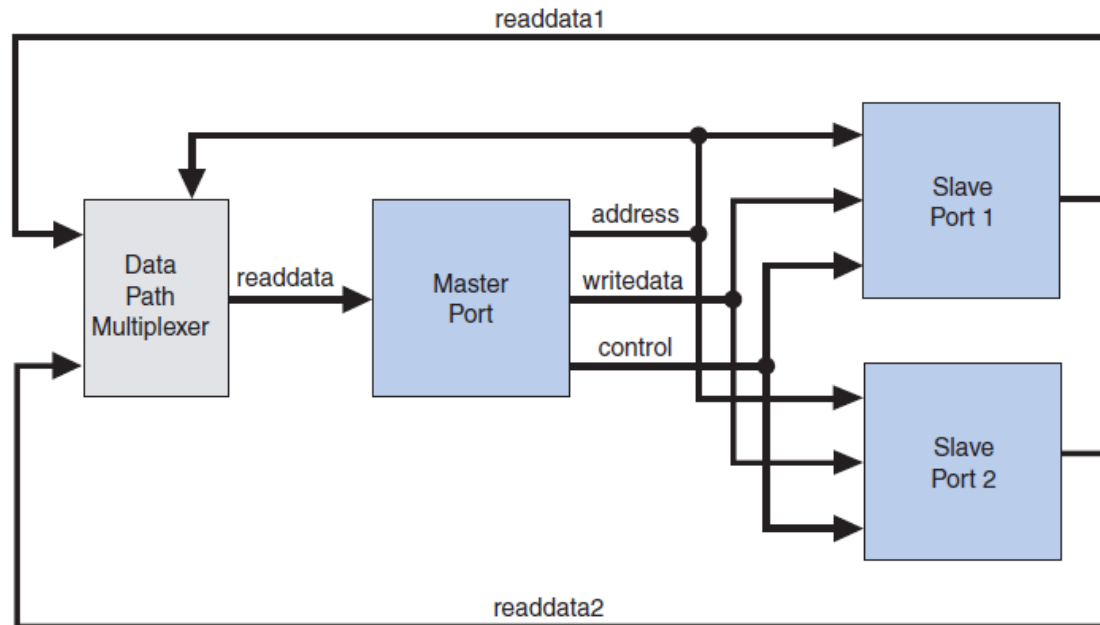 readdata1
Data
Path
Multiplexer
readdata
Master
Port
address
writedata
control
Slave
Port 1
Slave
Port 2
readdata2